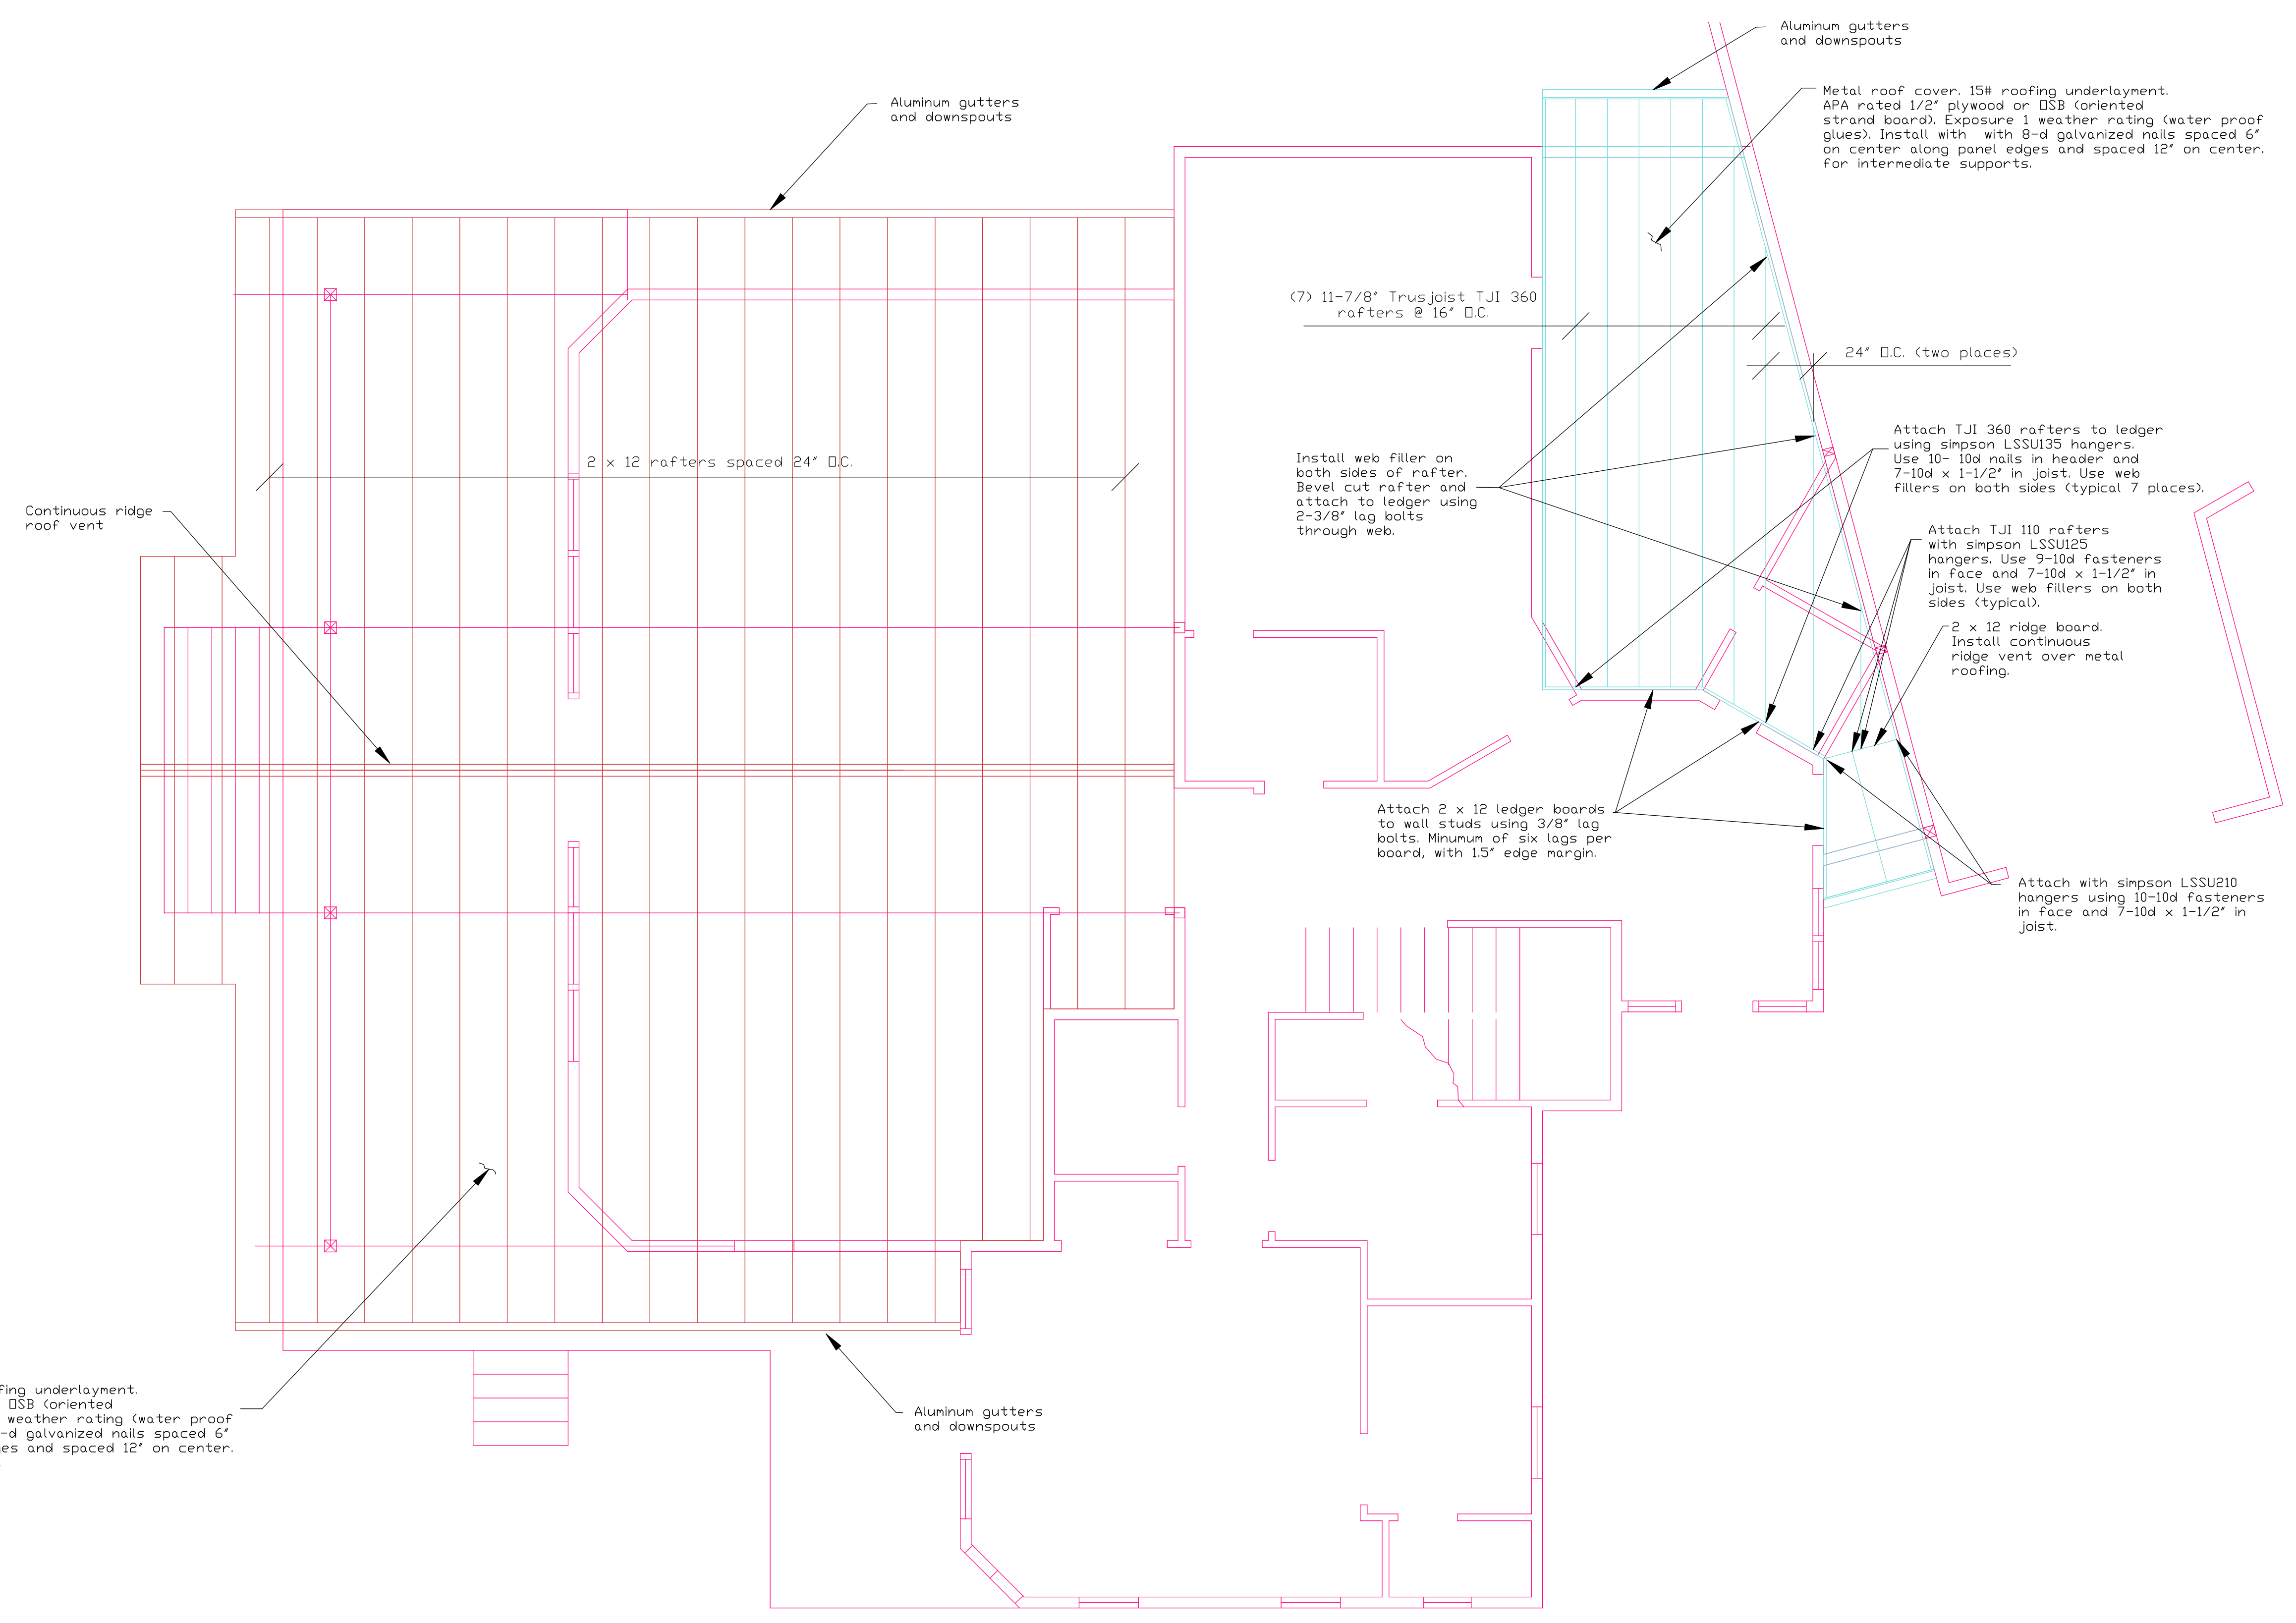 Aluminum gutters
and downspouts
Metal roof cover. 15# roofing underlayment.
APA rated 1/2" plywood or OSB (oriented
strand board). Exposure 1 weather rating (water proof
glues). Install with with 8-d galvanized nails spaced 6"
on center along panel edges and spaced 12" on center.
for intermediate supports.
Aluminum gutters
and downspouts
(7) 11-7/8" Trusjoist TJI 360
rafters @ 16" O.C.
24" O.C. (two places)
2 x 12 rafters spaced 24" O.C.
Continuous ridge
roof vent
Install web filler on
both sides of rafter.
Bevel cut rafter and
attach to ledger using
2-3/8" lag bolts
through web.
Attach TJI 360 rafters to ledger
using simpson LSSU135 hangers.
Use 10- 10d nails in header and
7-10d x 1-1/2" in joist. Use web
fillers on both sides (typical 7 places).
Attach TJI 110 rafters
with simpson LSSU125
hangers. Use 9-10d fasteners
in face and 7-10d x 1-1/2" in
joist. Use web fillers on both
sides (typical).
2 x 12 ridge board.
Install continuous
ridge vent over metal
roofing.
Attach 2 x 12 ledger boards
to wall studs using 3/8" lag
bolts. Minumum of six lags per
board, with 1.5" edge margin.
Attach with simpson LSSU210
hangers using 10-10d fasteners
in face and 7-10d x 1-1/2" in
joist.
fing underlayment.
OSB (oriented
weather rating (water proof
-d galvanized nails spaced 6"
es and spaced 12" on center.
Aluminum gutters
and downspouts